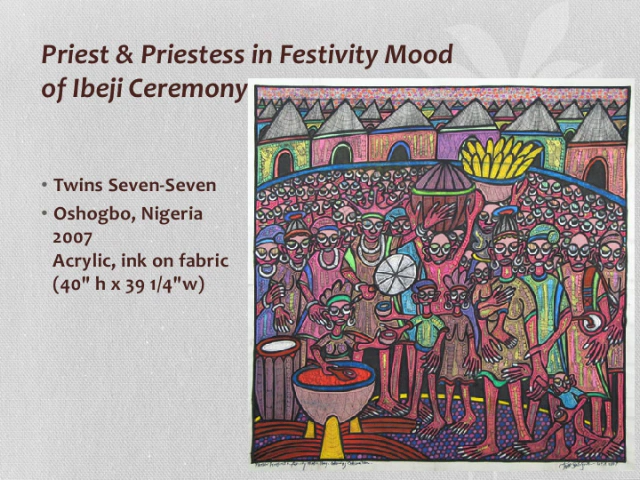 Priest & Priestess in Festivity Mood
of Ibeji Ceremony
• Twins Seven-Seven
• Oshogbo, Nigeria
2007
Acrylic, ink on fabric
(40" h x 39 1/4"w)